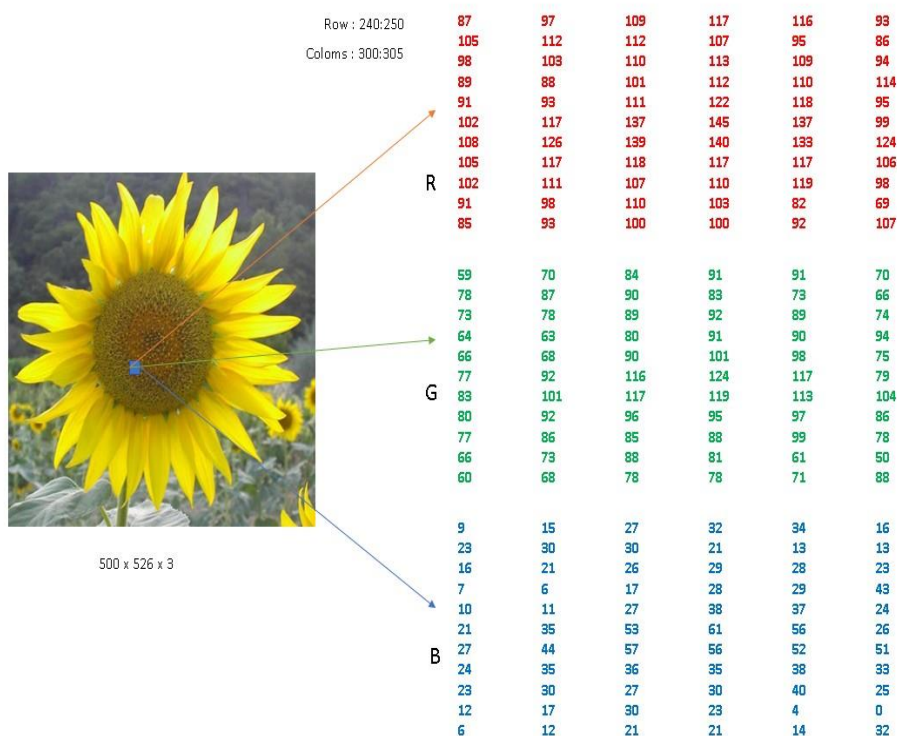 Row : 240:250
Coloms : 300:305
R
87 97 109 117 116 93
105 112 112 107 95 86
98 103 110 113 109 94
89 88 101 112 110 114
91 93 111 122 118 95
102 117 137 145 137 99
108 126 139 140 133 124
105 117 118 117 117 106
102 111 107 110 119 98
91 98 110 103 82 69
85 93 100 100 92 107
G
59 70 84 91 91 70
78 87 90 83 73 66
73 78 89 92 89 74
64 63 80 91 90 94
66 68 90 101 98 75
77 92 116 124 117 79
83 101 117 119 113 104
80 92 96 95 97 86
77 86 85 88 99 78
66 73 88 81 61 50
60 68 78 78 71 88
B
9 15 27 32 34 16
23 30 30 21 13 13
16 21 26 29 28 23
7 6 17 28 29 43
10 11 27 38 37 24
21 35 53 61 56 26
27 44 57 56 52 51
24 35 36 35 38 33
23 30 27 30 40 25
12 17 30 23 4 0
6 12 21 21 14 32
500 x 526 x 3